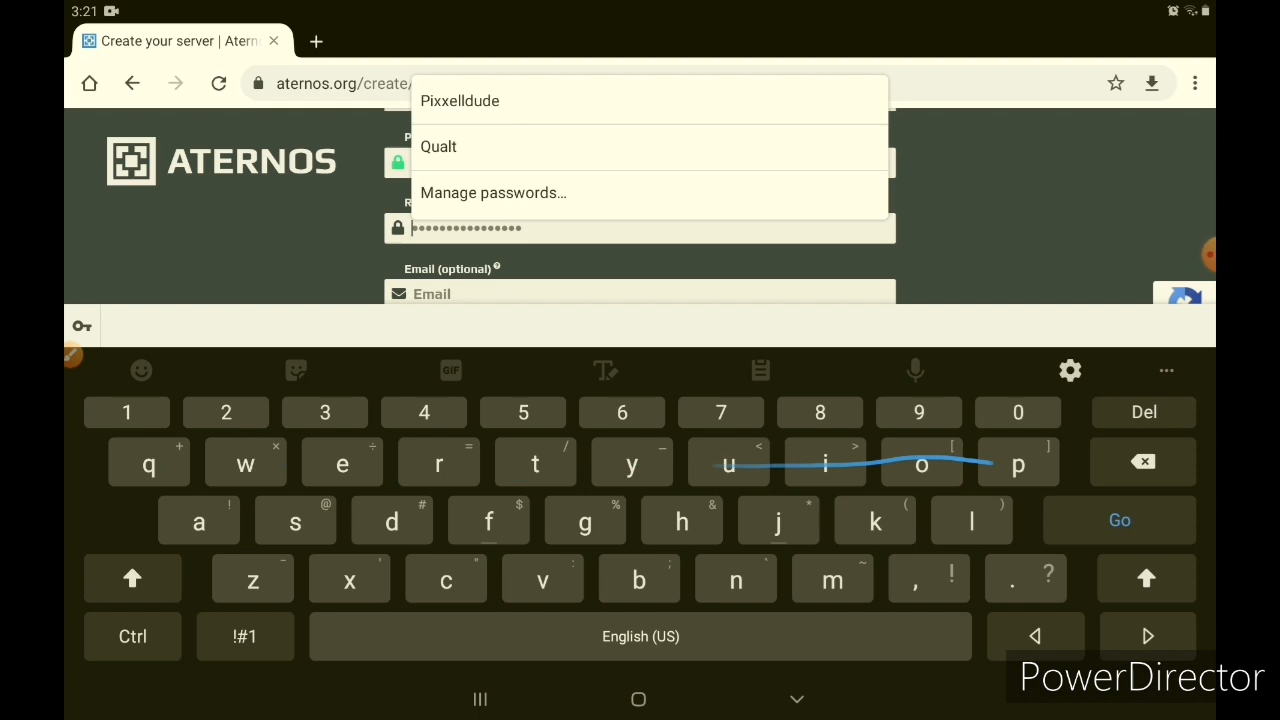 3:21
Create your server | Atern
aternos.org/create/
Pixxelldude
Qualt
Manage passwords...
ATERNOS
P
R
••••••••••••••••
Email (optional) ?
Email
GIF
1 2 3 4 5 6 7 8 9 0 Del
+ × ÷ = / _ < > [ ]
q w e r t y u i o p
! @ # $ % & * ( )
a s d f g h j k l Go
- ' " : ; ` ~ ! ?
z x c v b n m , .
Ctrl !#1 English (US)
PowerDirector